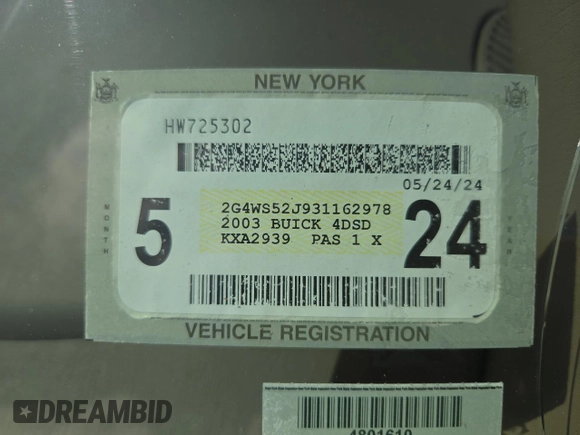 NEW YORK
HW725302
05/24/24
MONTH
5
2G4WS52J931162978
2003 BUICK 4DSD
KXA2939 PAS 1 X
24
YEAR
VEHICLE REGISTRATION
4801610
DREAMBID